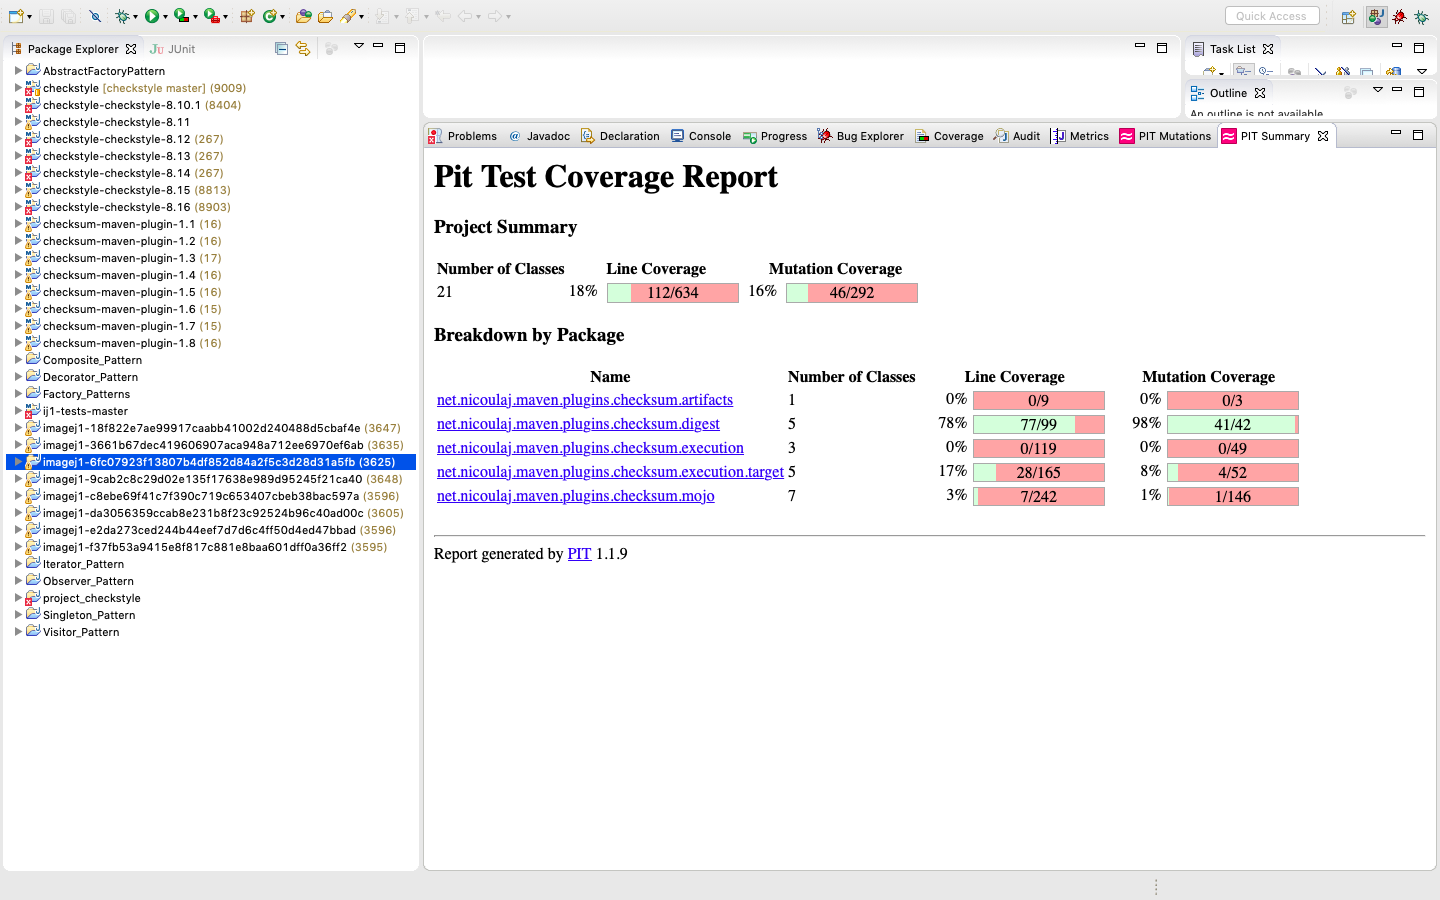 Quick Access
Package Explorer
JUnit
AbstractFactoryPattern
checkstyle [checkstyle master] (9009)
checkstyle-checkstyle-8.10.1 (8404)
checkstyle-checkstyle-8.11
checkstyle-checkstyle-8.12 (267)
checkstyle-checkstyle-8.13 (267)
checkstyle-checkstyle-8.14 (267)
checkstyle-checkstyle-8.15 (8813)
checkstyle-checkstyle-8.16 (8903)
checksum-maven-plugin-1.1 (16)
checksum-maven-plugin-1.2 (16)
checksum-maven-plugin-1.3 (17)
checksum-maven-plugin-1.4 (16)
checksum-maven-plugin-1.5 (16)
checksum-maven-plugin-1.6 (15)
checksum-maven-plugin-1.7 (15)
checksum-maven-plugin-1.8 (16)
Composite_Pattern
Decorator_Pattern
Factory_Patterns
ij1-tests-master
imagej1-18f822e7ae99917caabb41002d240488d5cbaf4e (3647)
imagej1-3661b67dec419606907aca948a712ee6970ef6ab (3635)
imagej1-6fc07923f13807b4df852d84a2f5c3d28d31a5fb (3625)
imagej1-9cab2c8c29d02e135f17638e989d95245f21ca40 (3648)
imagej1-c8ebe69f41c7f390c719c653407cbeb38bac597a (3596)
imagej1-da3056359ccab8e231b8f23c92524b96c40ad00c (3605)
imagej1-e2da273ced244b44eef7d7d6c4ff50d4ed47bbad (3596)
imagej1-f37fb53a9415e8f817c881e8baa601dff0a36ff2 (3595)
Iterator_Pattern
Observer_Pattern
project_checkstyle
Singleton_Pattern
Visitor_Pattern
Task List
Outline
An outline is not available.
Problems @ Javadoc Declaration Console Progress Bug Explorer Coverage Audit Metrics PIT Mutations PIT Summary
Pit Test Coverage Report
Project Summary
Number of Classes Line Coverage Mutation Coverage
21 18% 112/634 16% 46/292
Breakdown by Package
Name Number of Classes Line Coverage Mutation Coverage
net.nicoulaj.maven.plugins.checksum.artifacts 1 0% 0/9 0% 0/3
net.nicoulaj.maven.plugins.checksum.digest 5 78% 77/99 98% 41/42
net.nicoulaj.maven.plugins.checksum.execution 3 0% 0/119 0% 0/49
net.nicoulaj.maven.plugins.checksum.execution.target 5 17% 28/165 8% 4/52
net.nicoulaj.maven.plugins.checksum.mojo 7 3% 7/242 1% 1/146
Report generated by PIT 1.1.9